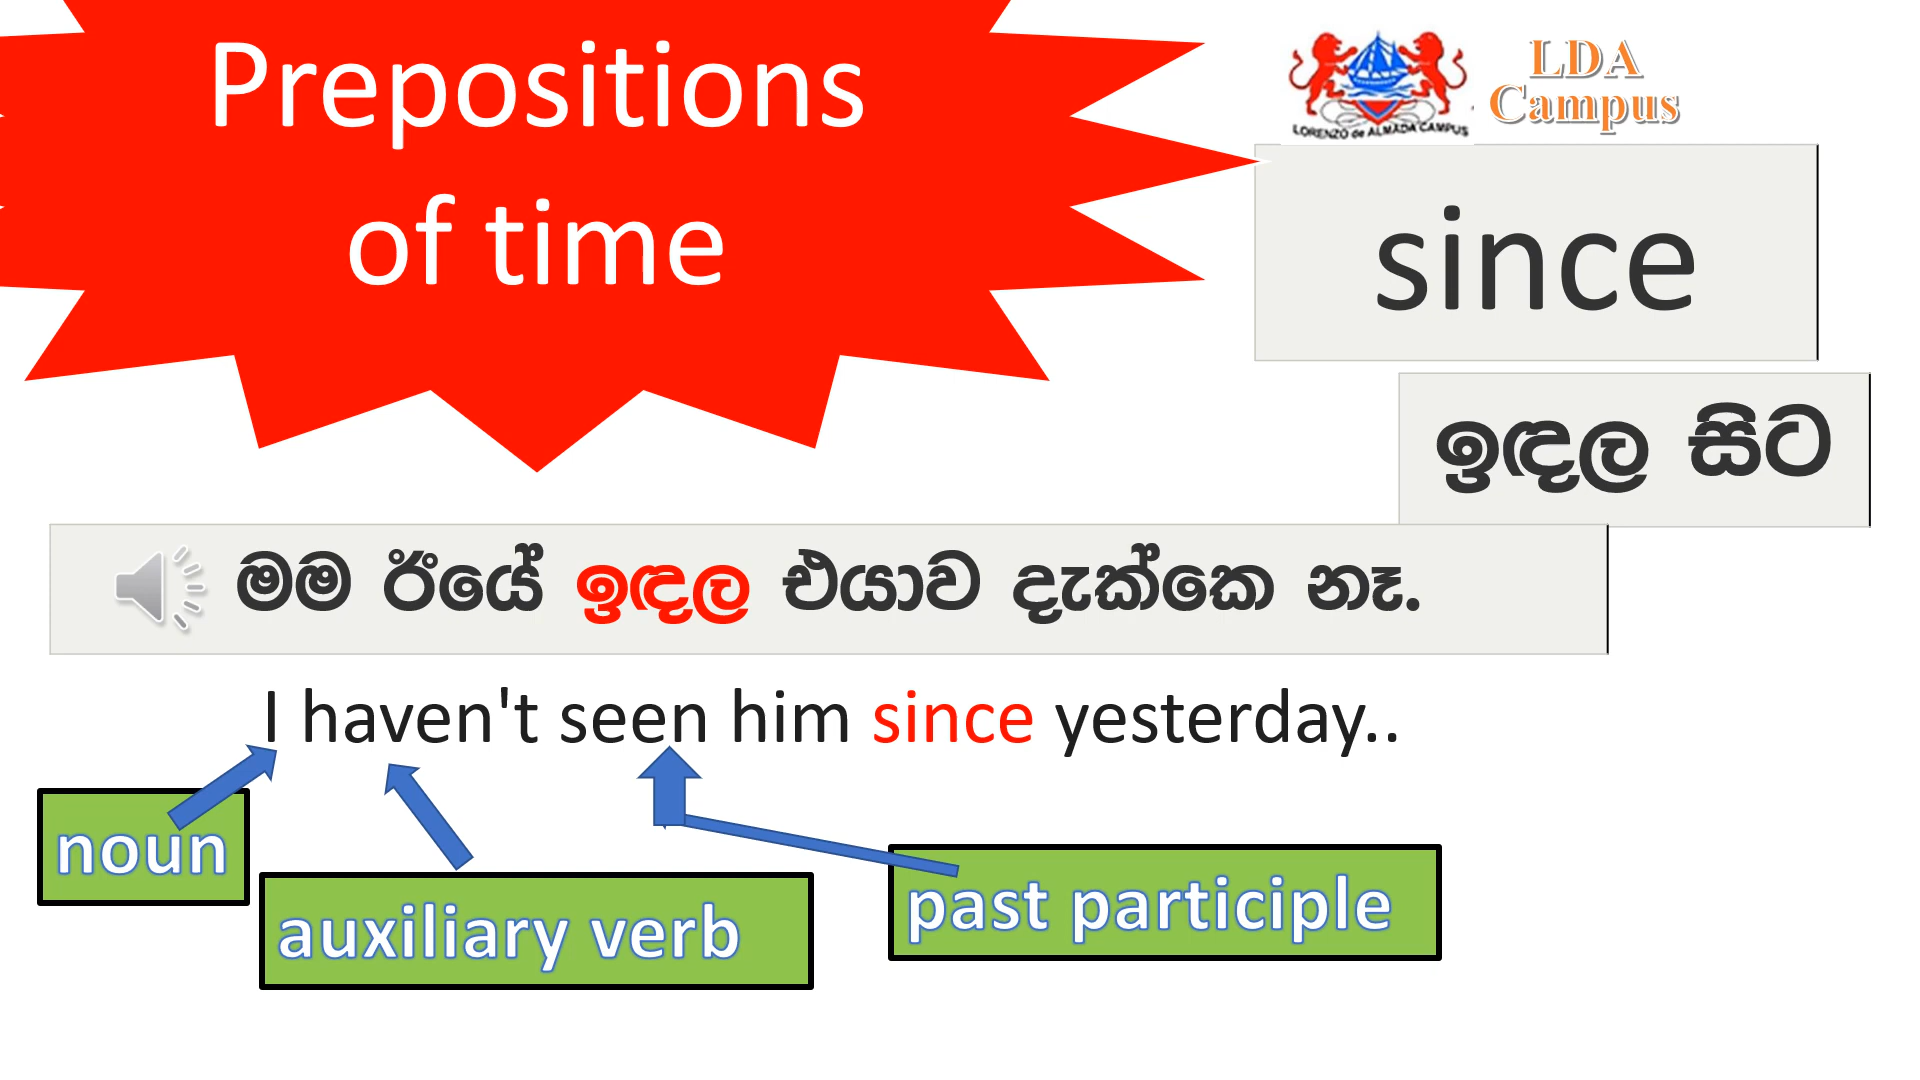 Prepositions
of time
LORENZO de ALMADA CAMPUS
LDA
Campus
since
ඉඳල සිට
මම ඊයේ ඉඳල එයාව දැක්කෙ නෑ.
I haven't seen him since yesterday..
noun
auxiliary verb
past participle